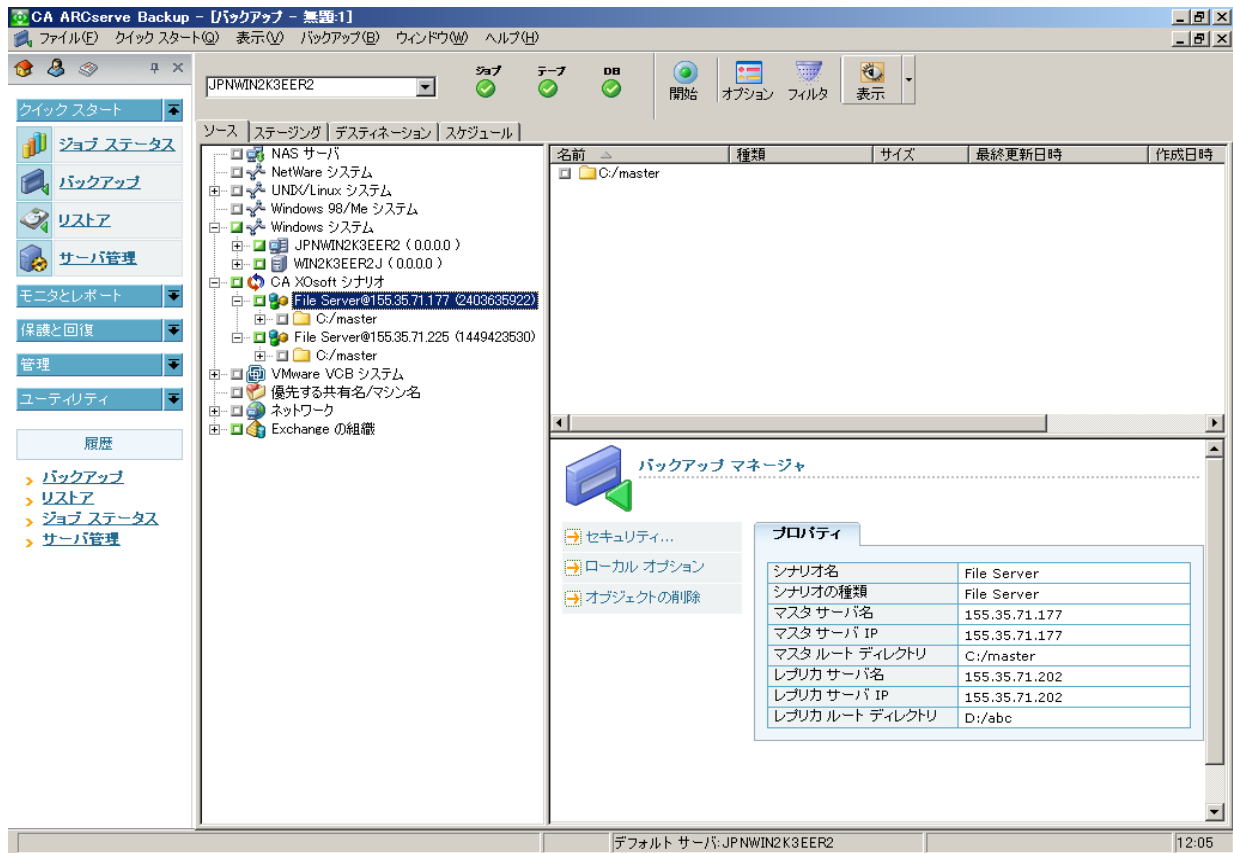 CA ARCserve Backup - [バックアップ - 無題:1]
ファイル(F) クイック スタート(Q) 表示(V) バックアップ(B) ウィンドウ(W) ヘルプ(H)
JPNWIN2K3EER2
ジョブ
テープ
DB
開始
オプション
フィルタ
表示
クイック スタート
ジョブ ステータス
バックアップ
リストア
サーバ管理
モニタとレポート
保護と回復
管理
ユーティリティ
履歴
バックアップ
リストア
ジョブ ステータス
サーバ管理
ソース ステージング デスティネーション スケジュール
NAS サーバ
NetWare システム
UNIX/Linux システム
Windows 98/Me システム
Windows システム
JPNWIN2K3EER2 ( 0.0.0.0 )
WIN2K3EER2J ( 0.0.0.0 )
CA XOsoft シナリオ
File Server@155.35.71.177 (2403635922)
C:/master
File Server@155.35.71.225 (1449423530)
C:/master
VMware VCB システム
優先する共有名/マシン名
ネットワーク
Exchange の組織
名前 種類 サイズ 最終更新日時 作成日時
C:/master
バックアップ マネージャ
セキュリティ...
ローカル オプション
オブジェクトの削除
プロパティ
シナリオ名 File Server
シナリオの種類 File Server
マスタ サーバ名 155.35.71.177
マスタ サーバ IP 155.35.71.177
マスタ ルート ディレクトリ C:/master
レプリカ サーバ名 155.35.71.202
レプリカ サーバ IP 155.35.71.202
レプリカ ルート ディレクトリ D:/abc
デフォルト サーバ: JPNWIN2K3EER2
12:05